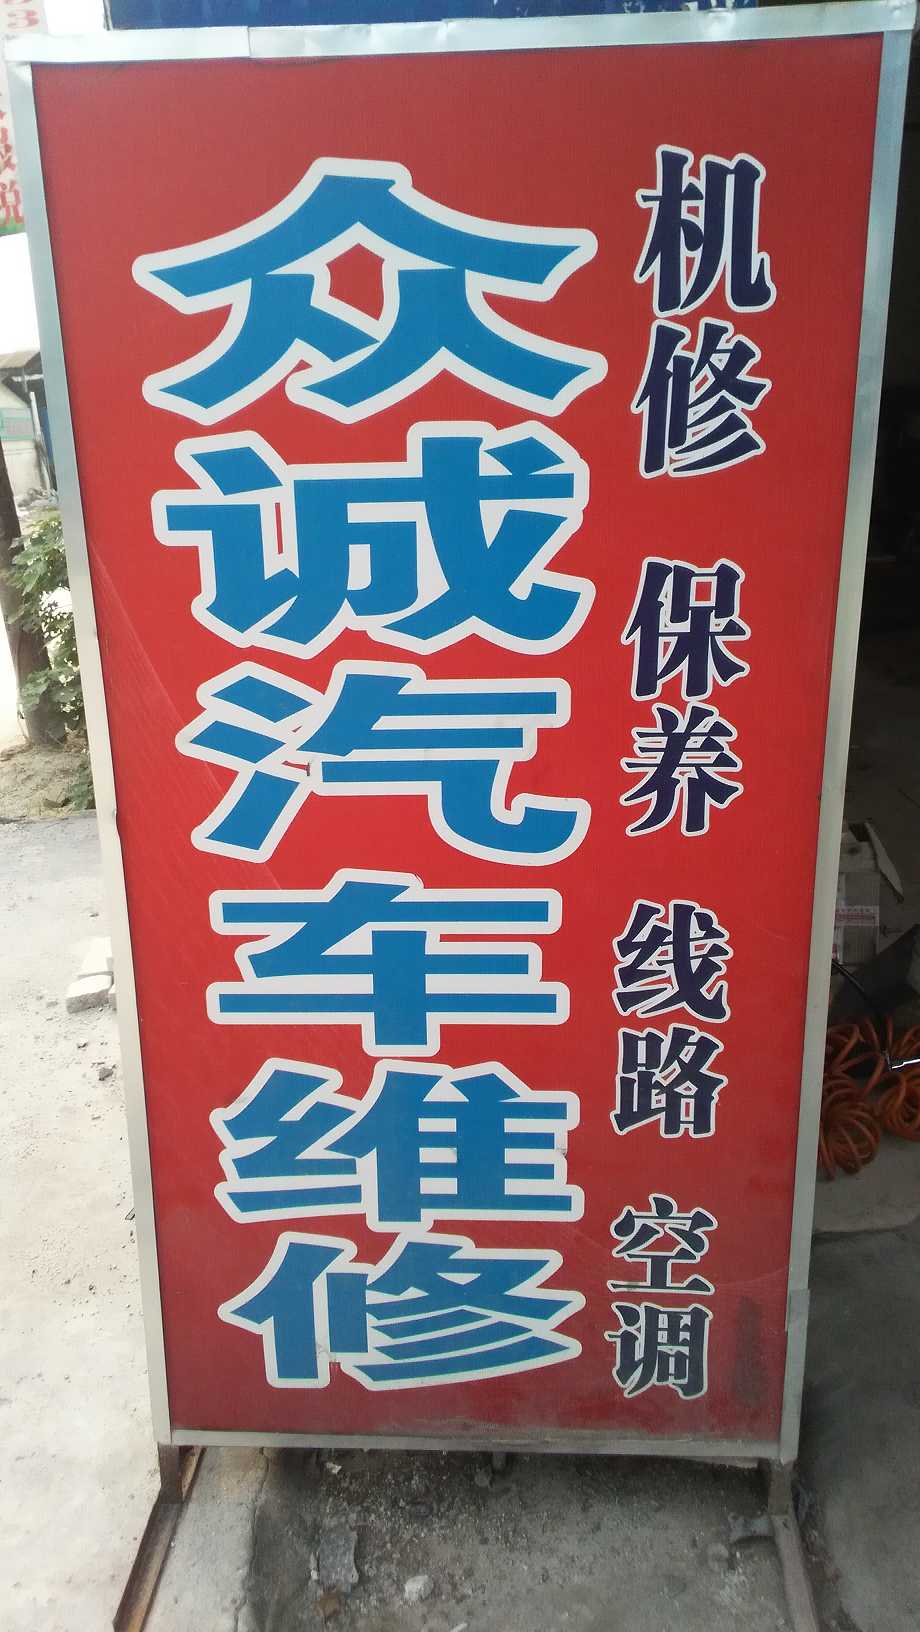 众诚汽车维修
机修 保养 线路 空调